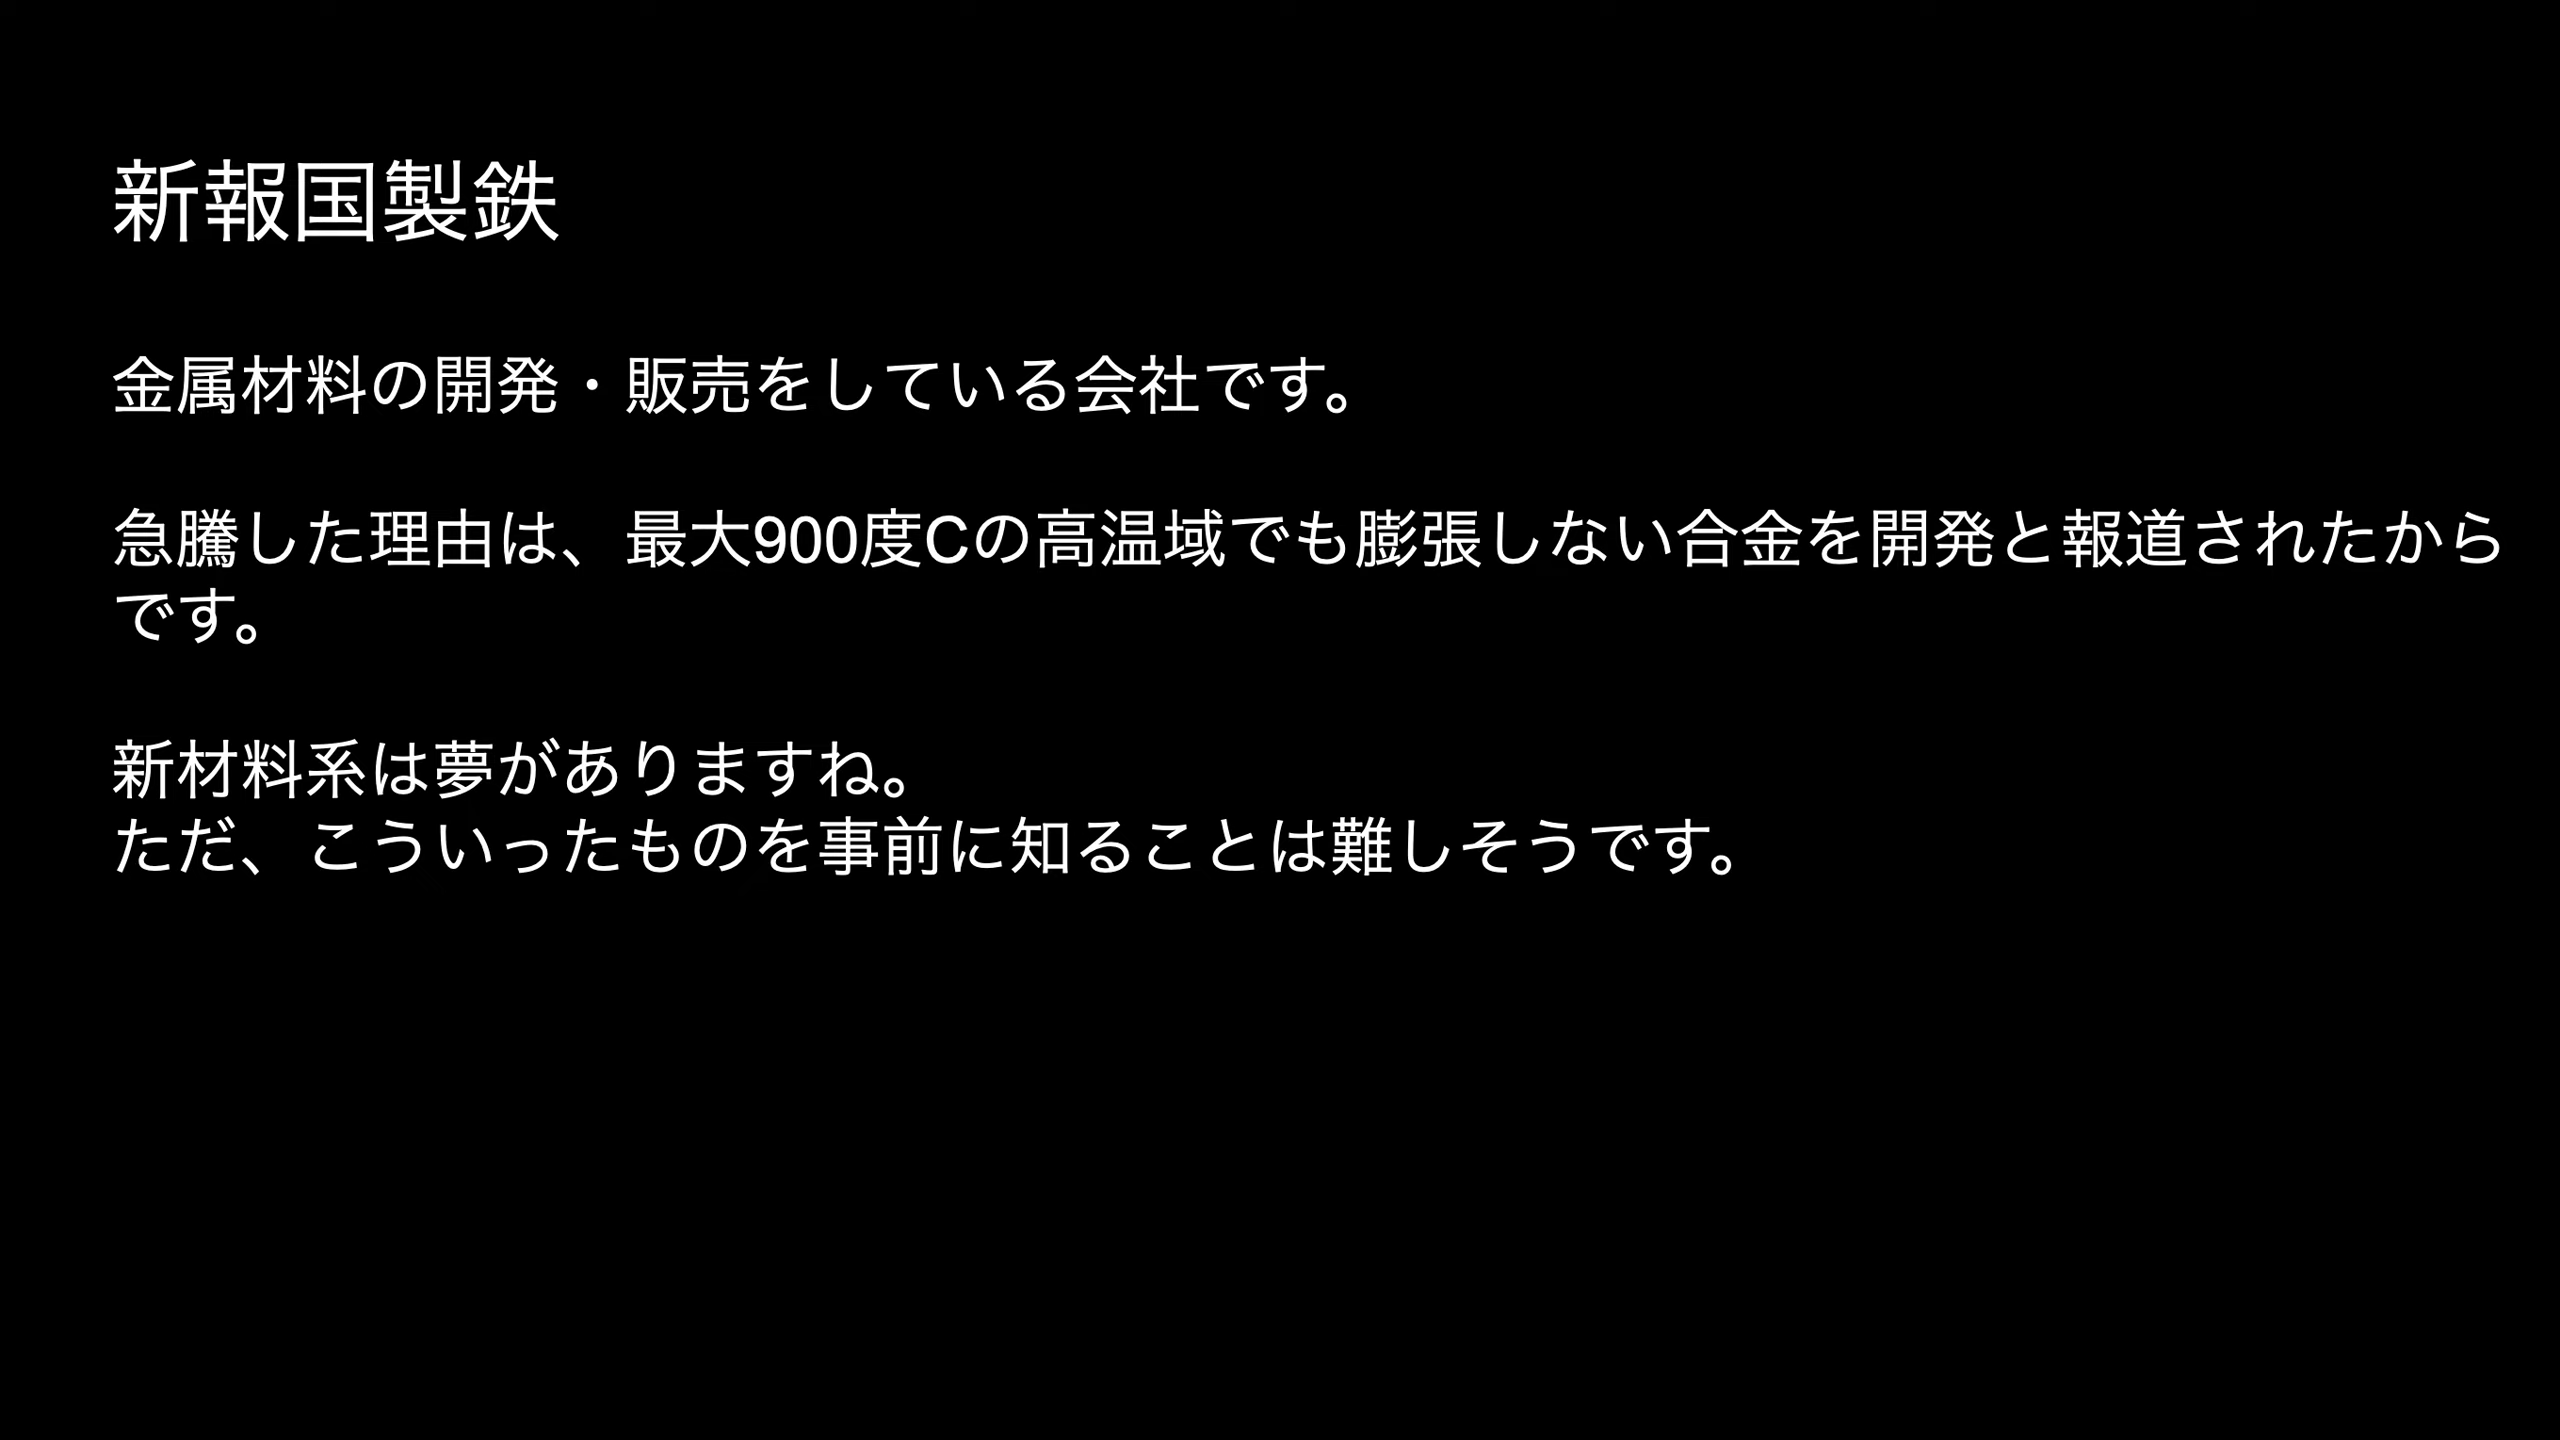 新報国製鉄
金属材料の開発・販売をしている会社です。
急騰した理由は、最大900度Cの高温域でも膨張しない合金を開発と報道されたから
です。
新材料系は夢がありますね。
ただ、こういったものを事前に知ることは難しそうです。